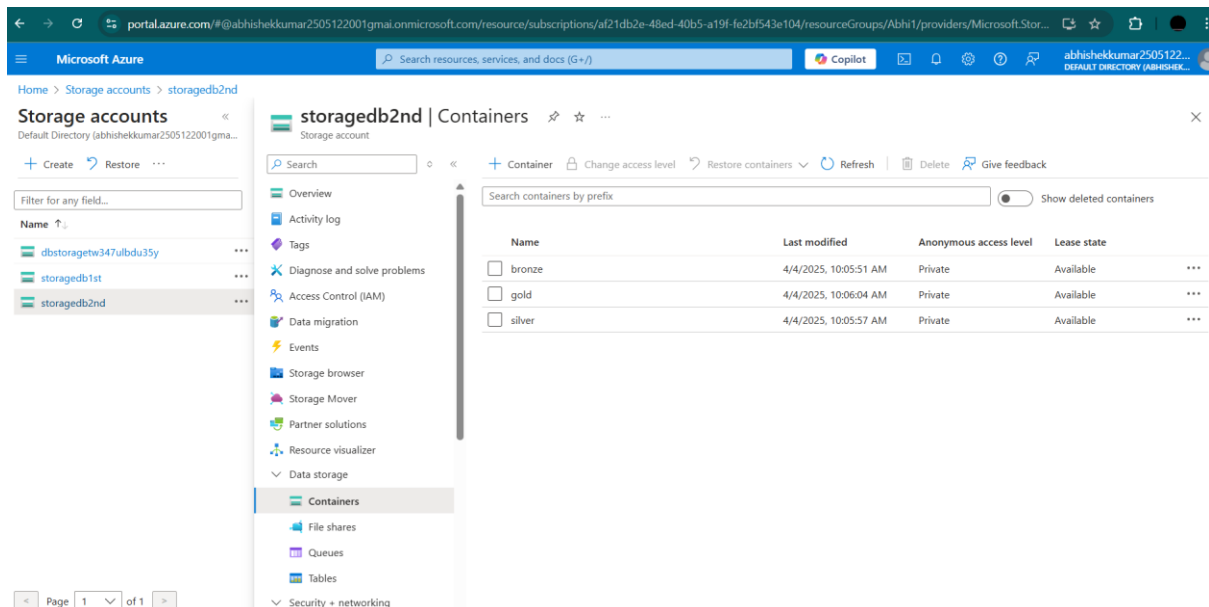 portal.azure.com/#@abhishekkumar2505122001gmai.onmicrosoft.com/resource/subscriptions/af21db2e-48ed-40b5-a19f-fe2bf543e104/resourceGroups/Abhi1/providers/Microsoft.Stor...
Microsoft Azure
Search resources, services, and docs (G+/)
Copilot
abhishekkumar2505122...
DEFAULT DIRECTORY (ABHISHEK...
Home > Storage accounts > storagedb2nd
Storage accounts
Default Directory (abhishekkumar2505122001gma...
+ Create Restore ...
Filter for any field...
Name ↑↓
dbstoragetw347ulbdu35y ...
storagedb1st ...
storagedb2nd ...
< Page 1 of 1 >
storagedb2nd | Containers ...
Storage account
Search
Overview
Activity log
Tags
Diagnose and solve problems
Access Control (IAM)
Data migration
Events
Storage browser
Storage Mover
Partner solutions
Resource visualizer
Data storage
Containers
File shares
Queues
Tables
Security + networking
+ Container Change access level Restore containers Refresh Delete Give feedback
Search containers by prefix
Show deleted containers
Name Last modified Anonymous access level Lease state
bronze 4/4/2025, 10:05:51 AM Private Available ...
gold 4/4/2025, 10:06:04 AM Private Available ...
silver 4/4/2025, 10:05:57 AM Private Available ...